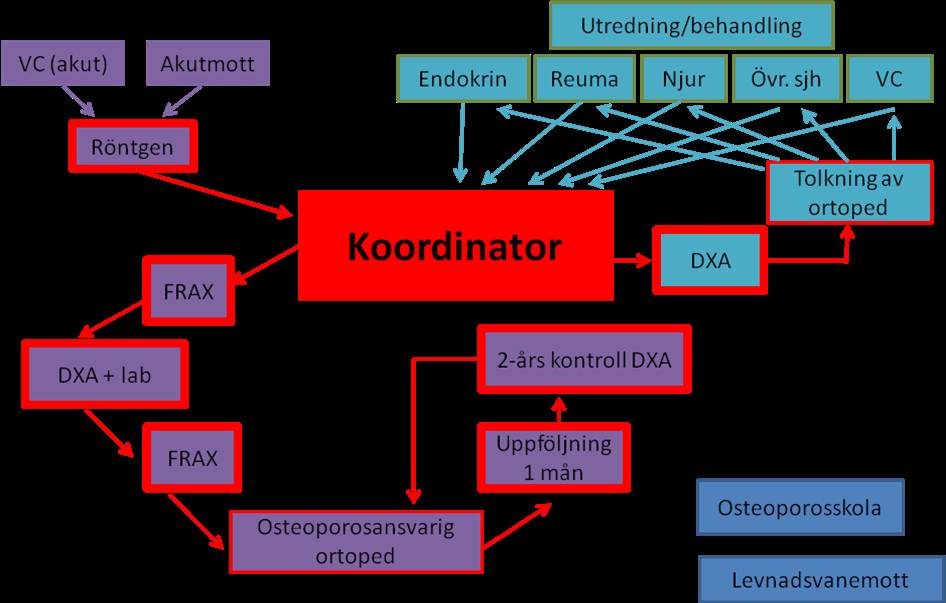 Utredning/behandling
VC (akut)
Akutmott
Endokrin
Reuma
Njur
Övr. sjh
VC
Röntgen
Tolkning av
ortoped
Koordinator
DXA
FRAX
DXA + lab
2-års kontroll DXA
FRAX
Uppföljning
1 mån
Osteoporosansvarig
ortoped
Osteoporosskola
Levnadsvanemott